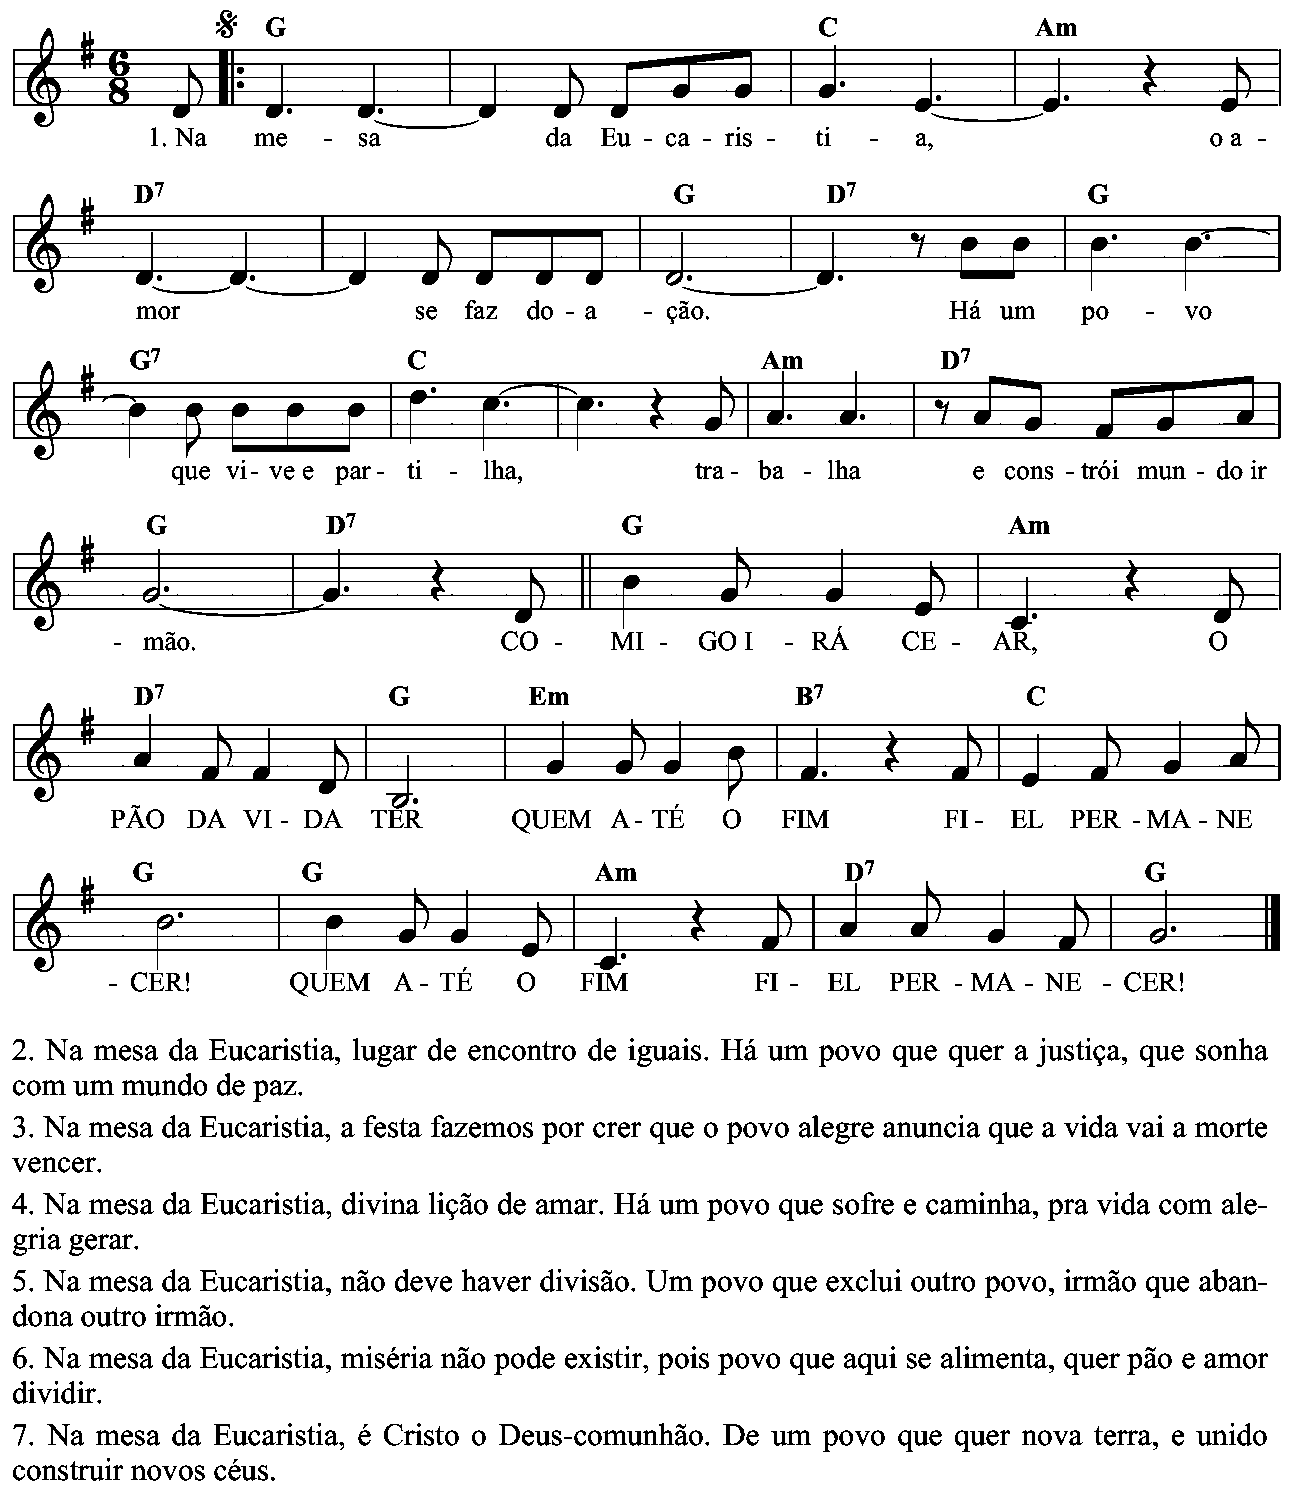 G C Am
1. Na me - sa da Eu - ca - ris - ti - a, o a -
D7 G D7 G
mor se faz do - a - ção. Há um po - vo
G7 C Am D7
que vi - ve e par - ti - lha, tra - ba - lha e cons - trói mun - do ir
G D7 G Am
- mão. CO - MI - GO I - RÁ CE - AR, O
D7 G Em B7 C
PÃO DA VI - DA TER QUEM A - TÉ O FIM FI - EL PER - MA - NE
G G Am D7 G
- CER! QUEM A - TÉ O FIM FI - EL PER - MA - NE - CER!
2. Na mesa da Eucaristia, lugar de encontro de iguais. Há um povo que quer a justiça, que sonha
com um mundo de paz.
3. Na mesa da Eucaristia, a festa fazemos por crer que o povo alegre anuncia que a vida vai a morte
vencer.
4. Na mesa da Eucaristia, divina lição de amar. Há um povo que sofre e caminha, pra vida com ale-
gria gerar.
5. Na mesa da Eucaristia, não deve haver divisão. Um povo que exclui outro povo, irmão que aban-
dona outro irmão.
6. Na mesa da Eucaristia, miséria não pode existir, pois povo que aqui se alimenta, quer pão e amor
dividir.
7. Na mesa da Eucaristia, é Cristo o Deus-comunhão. De um povo que quer nova terra, e unido
construir novos céus.